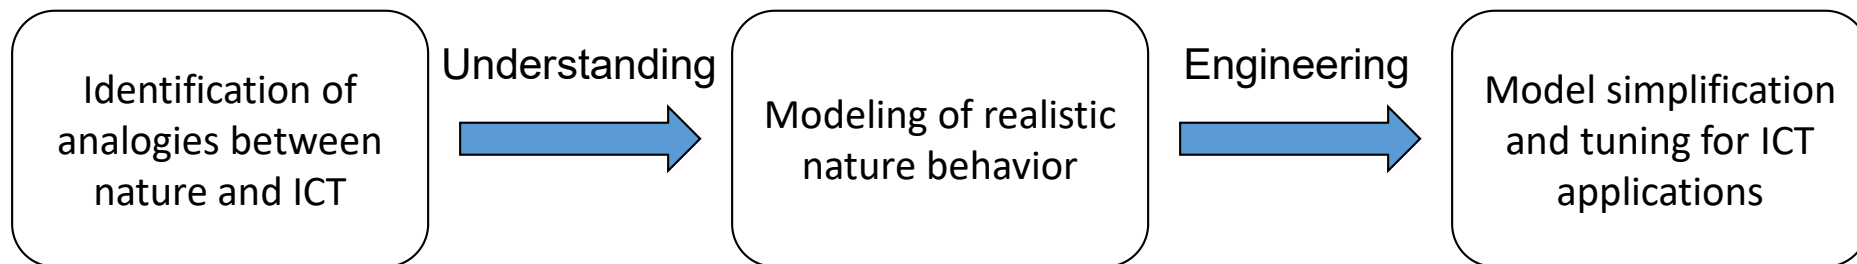 Identification of
analogies between
nature and ICT
Understanding
Modeling of realistic
nature behavior
Engineering
Model simplification
and tuning for ICT
applications